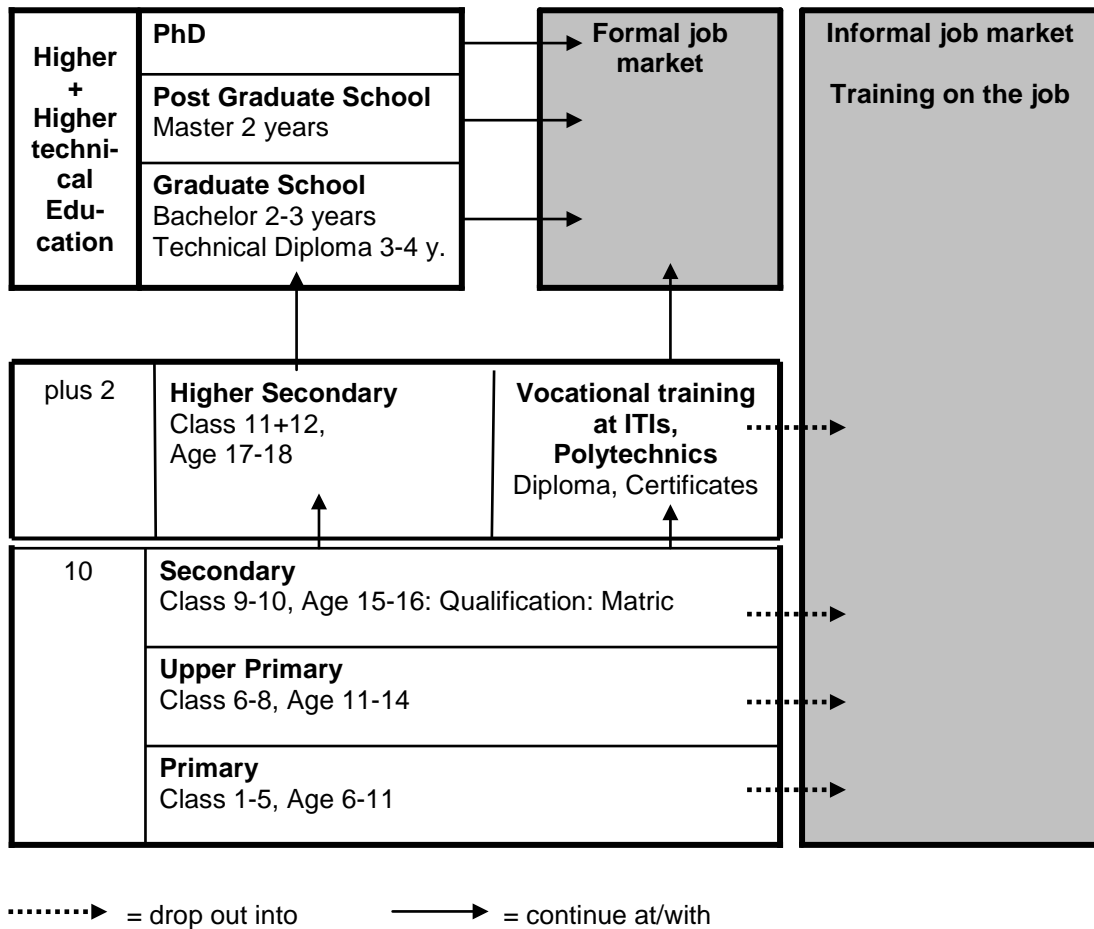 Higher
+
Higher
techni-
cal
Edu-
cation
PhD
Post Graduate School
Master 2 years
Graduate School
Bachelor 2-3 years
Technical Diploma 3-4 y.
Formal job
market
Informal job market
Training on the job
plus 2
Higher Secondary
Class 11+12,
Age 17-18
Vocational training
at ITIs,
Polytechnics
Diploma, Certificates
10
Secondary
Class 9-10, Age 15-16: Qualification: Matric
Upper Primary
Class 6-8, Age 11-14
Primary
Class 1-5, Age 6-11
= drop out into
= continue at/with